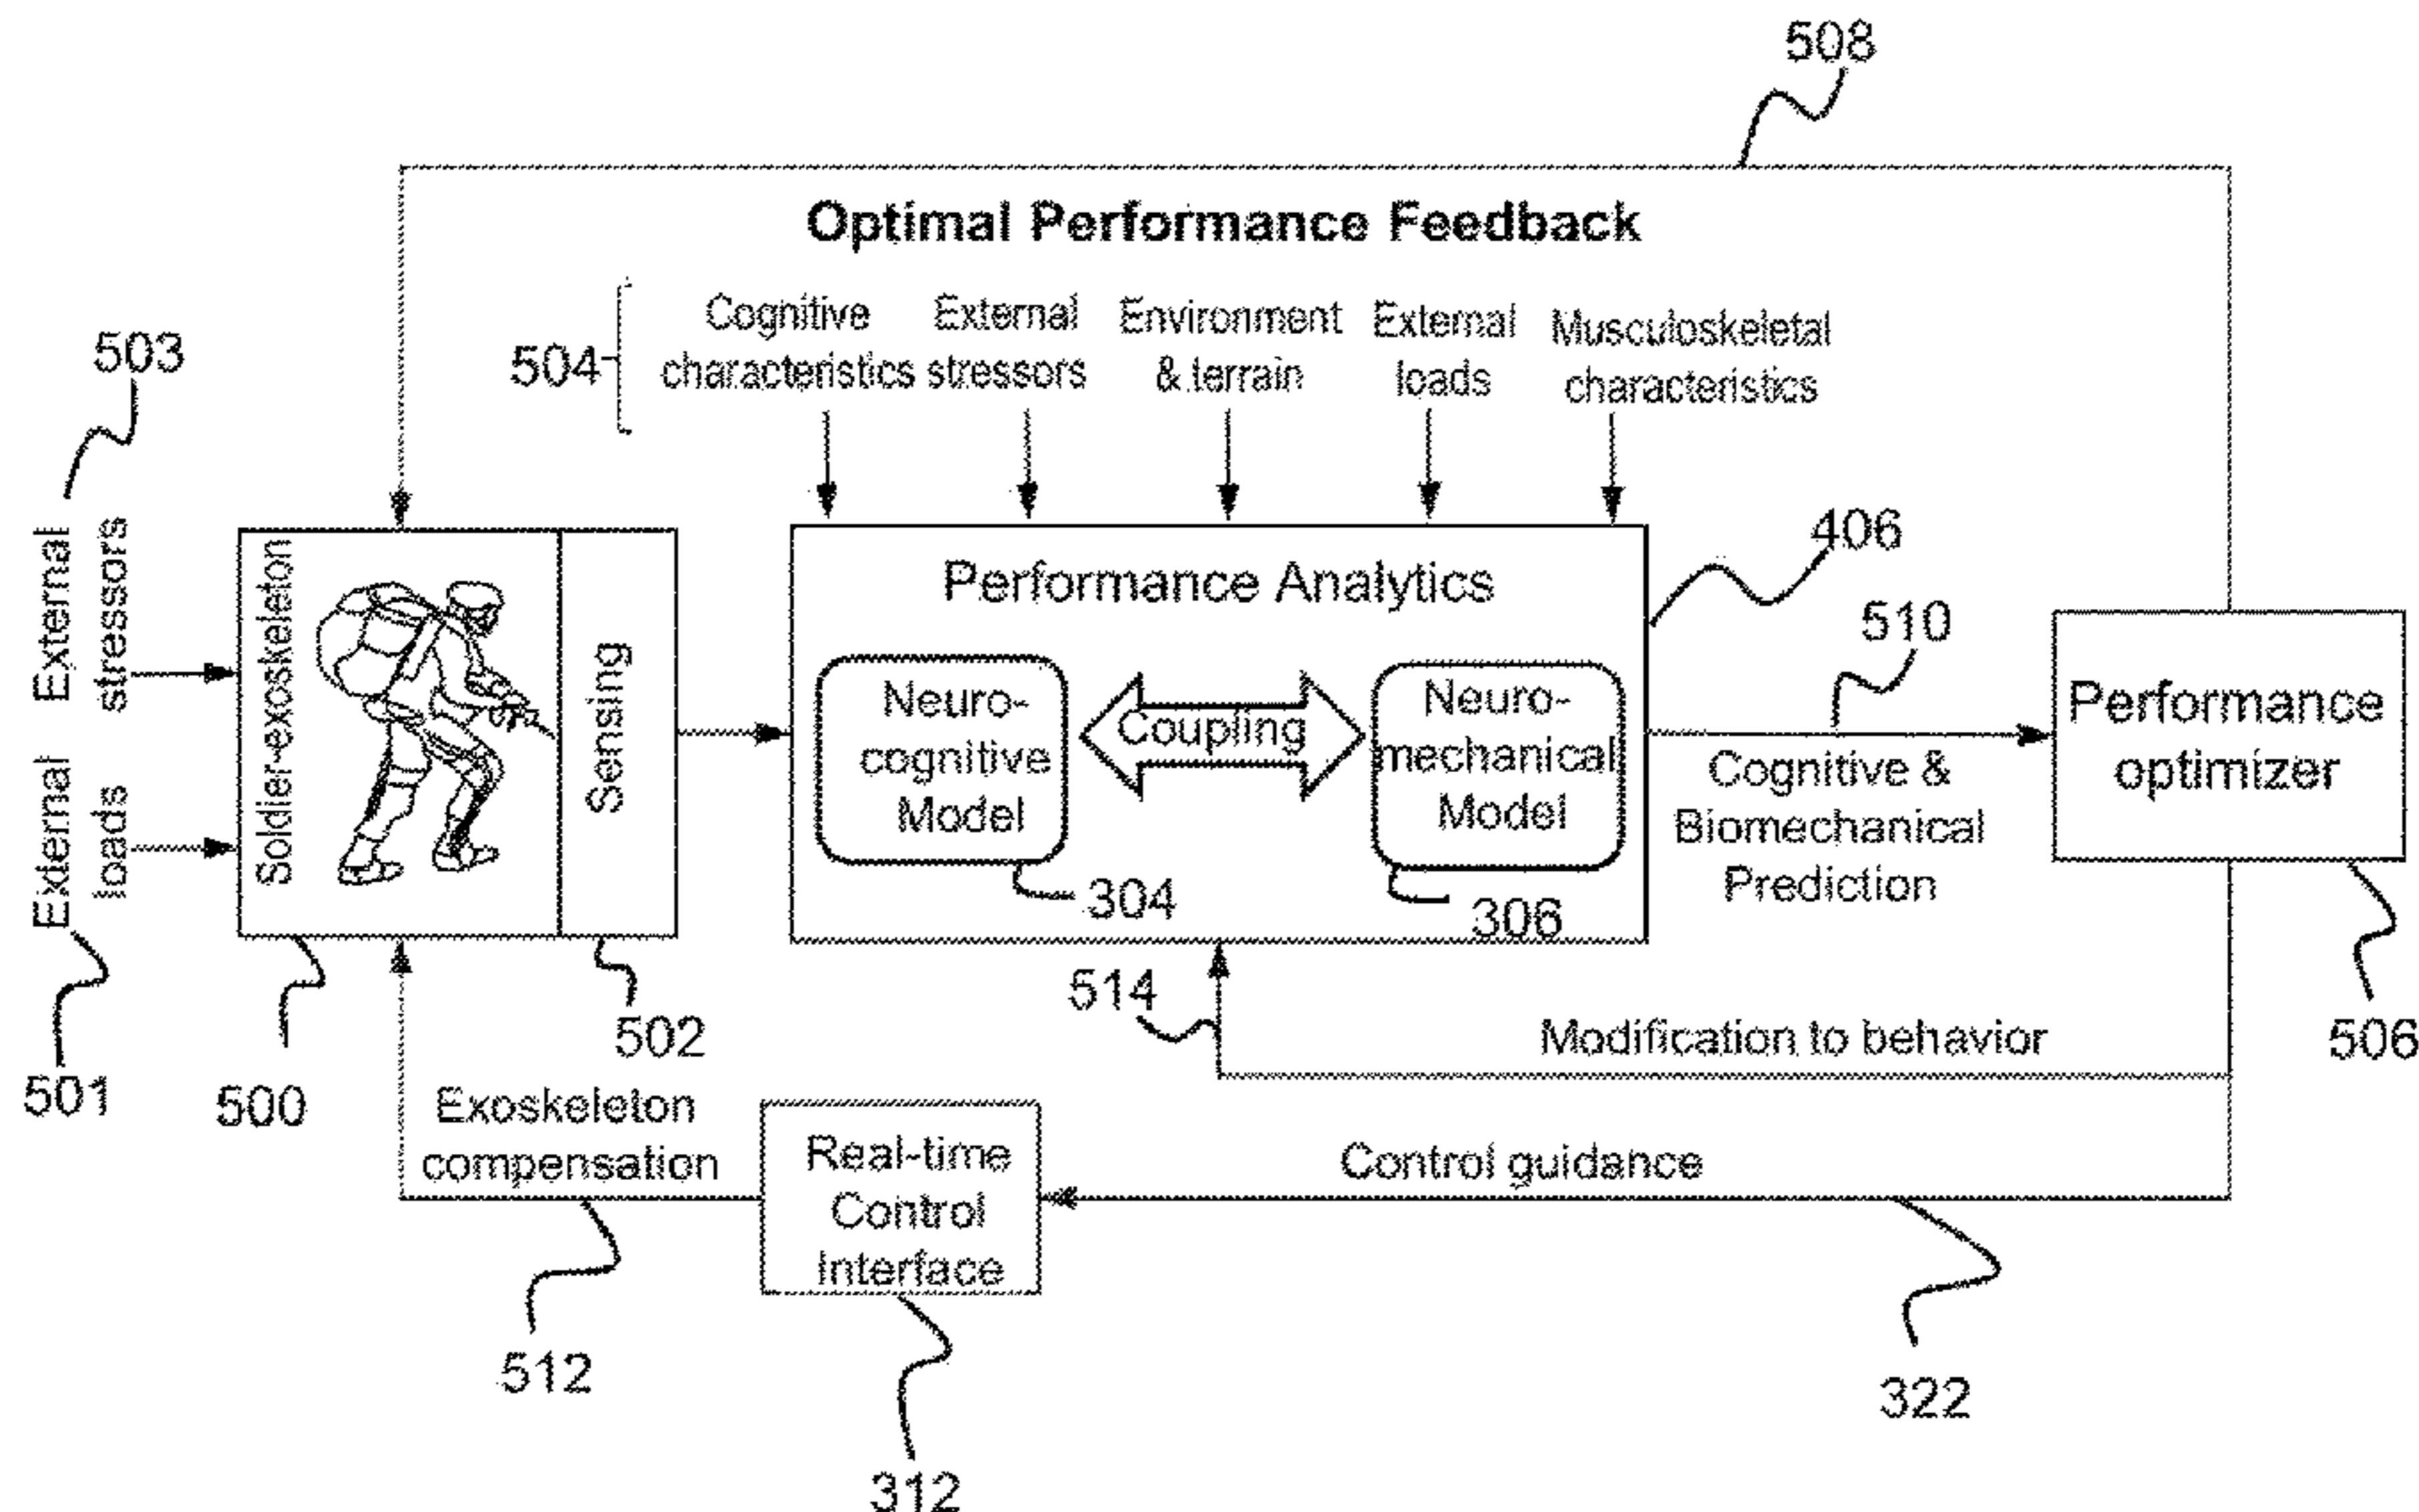 508
Optimal Performance Feedback
504
Cognitive
characteristics
External
stressors
Environment
& terrain
External
loads
Musculoskeletal
characteristics
503
External
stressors
External
loads
501
Soldier-exoskeleton
Sensing
500
502
Performance Analytics
406
Neuro-
cognitive
Model
304
Coupling
Neuro-
mechanical
Model
306
510
Cognitive &
Biomechanical
Prediction
Performance
optimizer
506
514
Modification to behavior
Exoskeleton
compensation
512
Real-time
Control
Interface
312
Control guidance
322